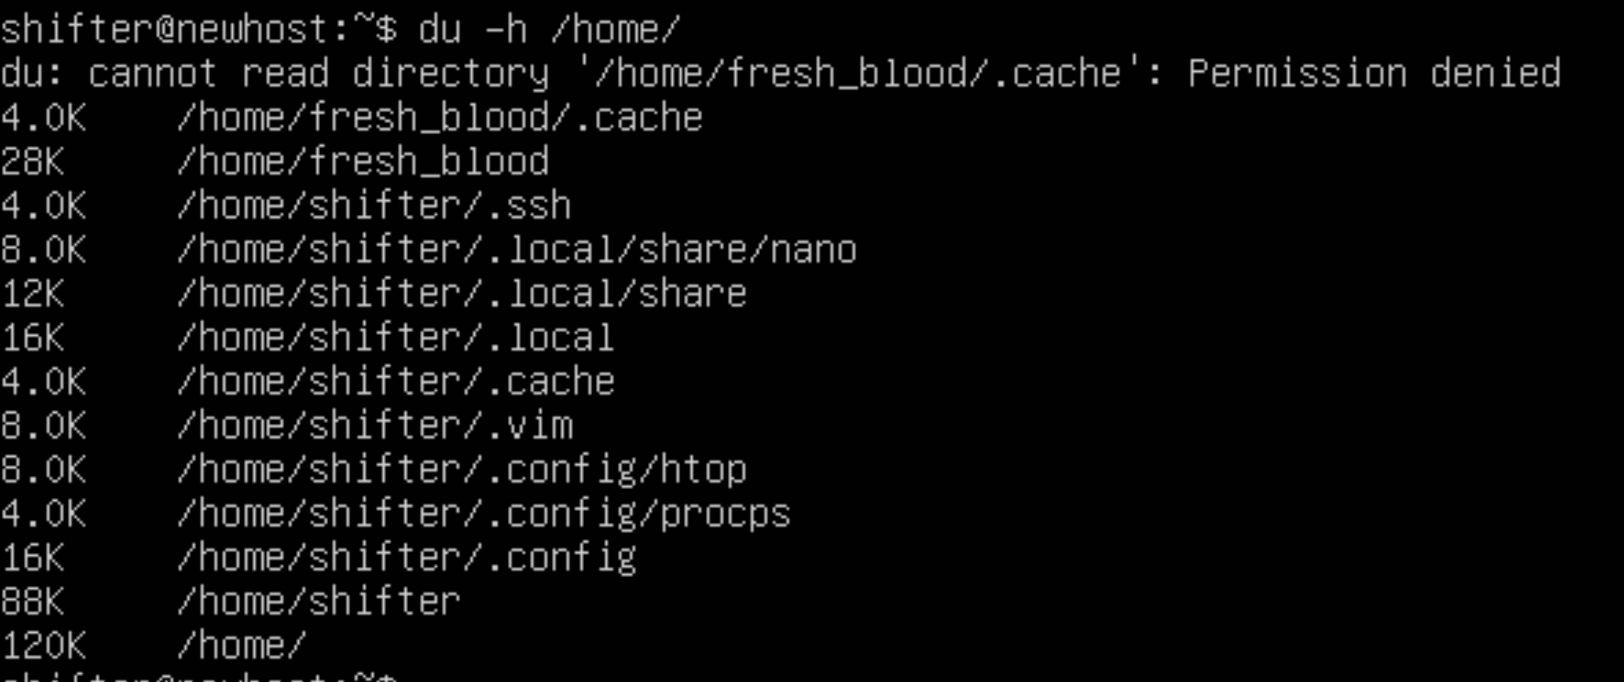 shifter@newhost:~$ du -h /home/
du: cannot read directory '/home/fresh_blood/.cache': Permission denied
4.0K    /home/fresh_blood/.cache
28K     /home/fresh_blood
4.0K    /home/shifter/.ssh
8.0K    /home/shifter/.local/share/nano
12K     /home/shifter/.local/share
16K     /home/shifter/.local
4.0K    /home/shifter/.cache
8.0K    /home/shifter/.vim
8.0K    /home/shifter/.config/htop
4.0K    /home/shifter/.config/procps
16K     /home/shifter/.config
88K     /home/shifter
120K    /home/
shifter@newhost:~$